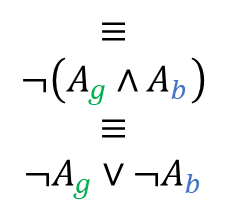 ≡
¬(A_g ∧ A_b)
≡
¬A_g ∨ ¬A_b